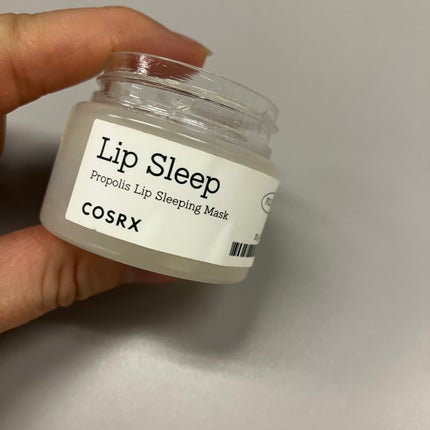 Lip Sleep
Propolis Lip Sleeping Mask
COSRX